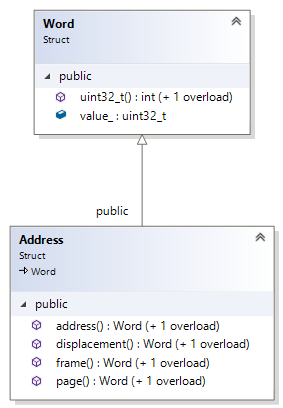 Word
Struct
public
uint32_t() : int (+ 1 overload)
value_ : uint32_t
public
Address
Struct
Word
public
address() : Word (+ 1 overload)
displacement() : Word (+ 1 overload)
frame() : Word (+ 1 overload)
page() : Word (+ 1 overload)